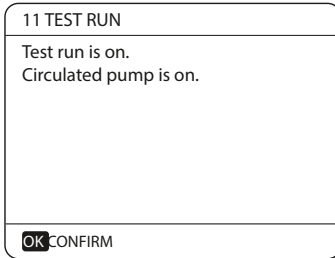 11 TEST RUN
Test run is on.
Circulated pump is on.
OK CONFIRM